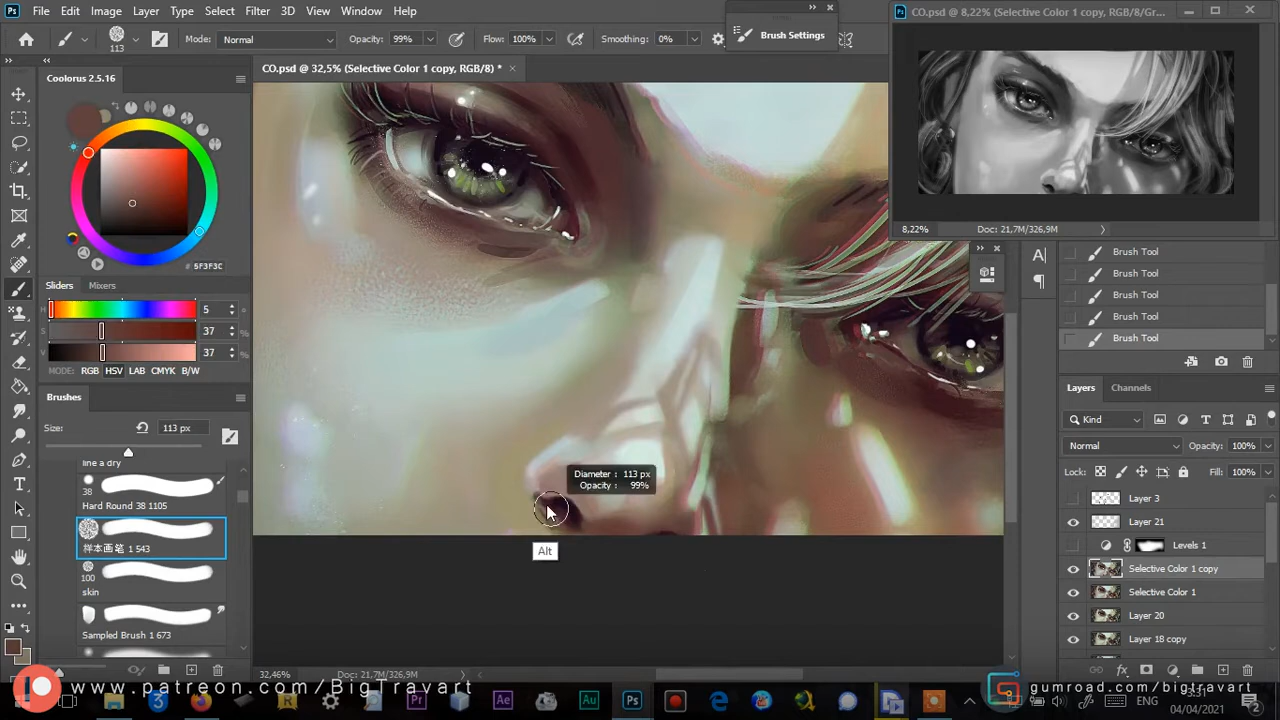 Ps File Edit Image Layer Type Select Filter 3D View Window Help
113 Mode: Normal Opacity: 99% Flow: 100% Smoothing: 0%
Brush Settings
CO.psd @ 8,22% (Selective Color 1 copy, RGB/8/Gr...
8,22% Doc: 21,7M/326,9M
CO.psd @ 32,5% (Selective Color 1 copy, RGB/8) *
Coloorus 2.5.16
# 5F3F3C
Sliders Mixers
H 5 °
S 37 %
V 37 %
MODE: RGB HSV LAB CMYK B/W
Brushes
Size: 113 px
line a dry
38
Hard Round 38 1105
样本画笔 1 543
100
skin
Sampled Brush 1 673
Diameter : 113 px
Opacity : 99%
Alt
32,46% Doc: 21,7M/326,9M
Brush Tool
Brush Tool
Brush Tool
Brush Tool
Brush Tool
Layers Channels
Kind
Normal Opacity: 100%
Lock: Fill: 100%
Layer 3
Layer 21
Levels 1
Selective Color 1 copy
Selective Color 1
Layer 20
Layer 18 copy
www.patreon.com/BigTravart
Pr Ae Au Ps
gumroad.com/bigtravart
ENG
04/04/2021
2